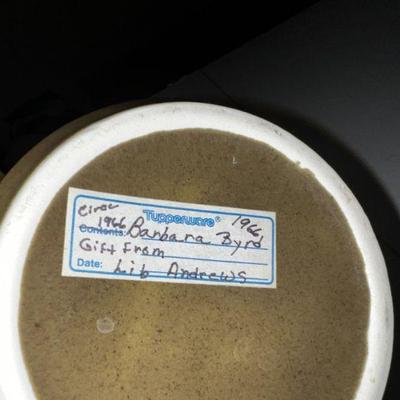 Circa Tupperware® 1966
1966 Contents: Barbara Byrd
Gift From
Date: Lib Andrews